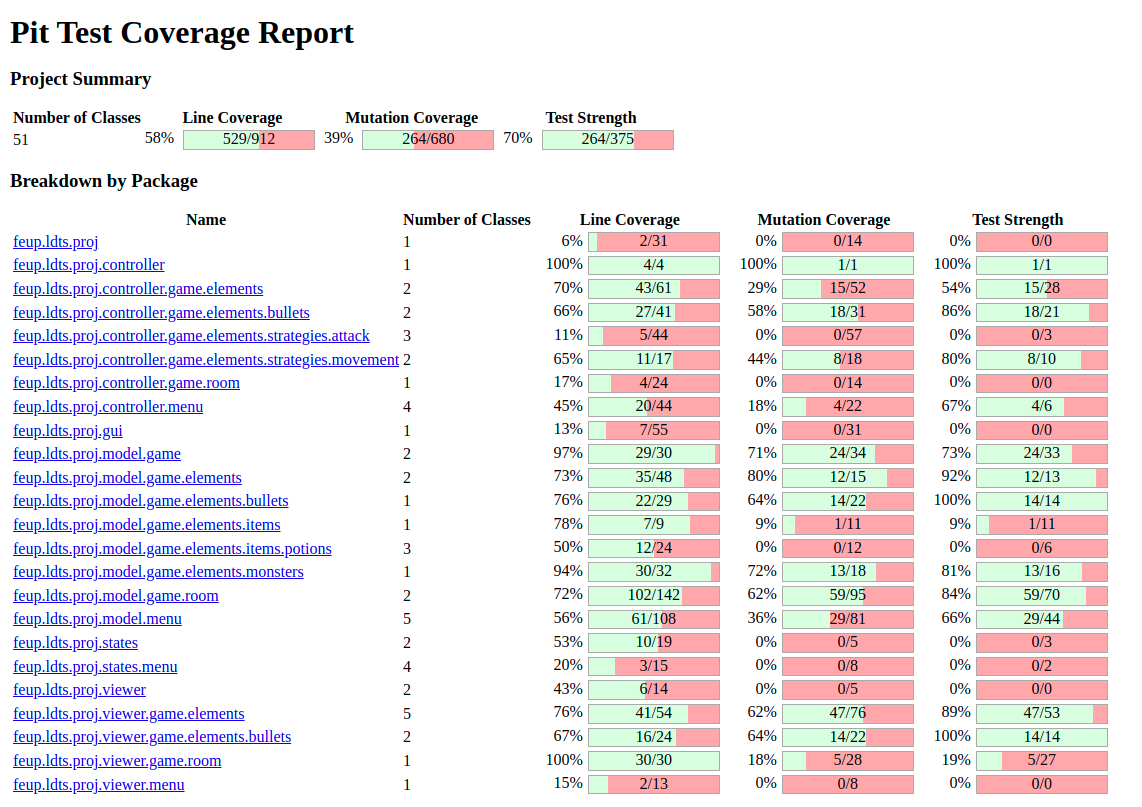 Pit Test Coverage Report
Project Summary
Number of Classes Line Coverage Mutation Coverage Test Strength
51 58% 529/912 39% 264/680 70% 264/375
Breakdown by Package
Name Number of Classes Line Coverage Mutation Coverage Test Strength
feup.ldts.proj 1 6% 2/31 0% 0/14 0% 0/0
feup.ldts.proj.controller 1 100% 4/4 100% 1/1 100% 1/1
feup.ldts.proj.controller.game.elements 2 70% 43/61 29% 15/52 54% 15/28
feup.ldts.proj.controller.game.elements.bullets 2 66% 27/41 58% 18/31 86% 18/21
feup.ldts.proj.controller.game.elements.strategies.attack 3 11% 5/44 0% 0/57 0% 0/3
feup.ldts.proj.controller.game.elements.strategies.movement 2 65% 11/17 44% 8/18 80% 8/10
feup.ldts.proj.controller.game.room 1 17% 4/24 0% 0/14 0% 0/0
feup.ldts.proj.controller.menu 4 45% 20/44 18% 4/22 67% 4/6
feup.ldts.proj.gui 1 13% 7/55 0% 0/31 0% 0/0
feup.ldts.proj.model.game 2 97% 29/30 71% 24/34 73% 24/33
feup.ldts.proj.model.game.elements 2 73% 35/48 80% 12/15 92% 12/13
feup.ldts.proj.model.game.elements.bullets 1 76% 22/29 64% 14/22 100% 14/14
feup.ldts.proj.model.game.elements.items 1 78% 7/9 9% 1/11 9% 1/11
feup.ldts.proj.model.game.elements.items.potions 3 50% 12/24 0% 0/12 0% 0/6
feup.ldts.proj.model.game.elements.monsters 1 94% 30/32 72% 13/18 81% 13/16
feup.ldts.proj.model.game.room 2 72% 102/142 62% 59/95 84% 59/70
feup.ldts.proj.model.menu 5 56% 61/108 36% 29/81 66% 29/44
feup.ldts.proj.states 2 53% 10/19 0% 0/5 0% 0/3
feup.ldts.proj.states.menu 4 20% 3/15 0% 0/8 0% 0/2
feup.ldts.proj.viewer 2 43% 6/14 0% 0/5 0% 0/0
feup.ldts.proj.viewer.game.elements 5 76% 41/54 62% 47/76 89% 47/53
feup.ldts.proj.viewer.game.elements.bullets 2 67% 16/24 64% 14/22 100% 14/14
feup.ldts.proj.viewer.game.room 1 100% 30/30 18% 5/28 19% 5/27
feup.ldts.proj.viewer.menu 1 15% 2/13 0% 0/8 0% 0/0